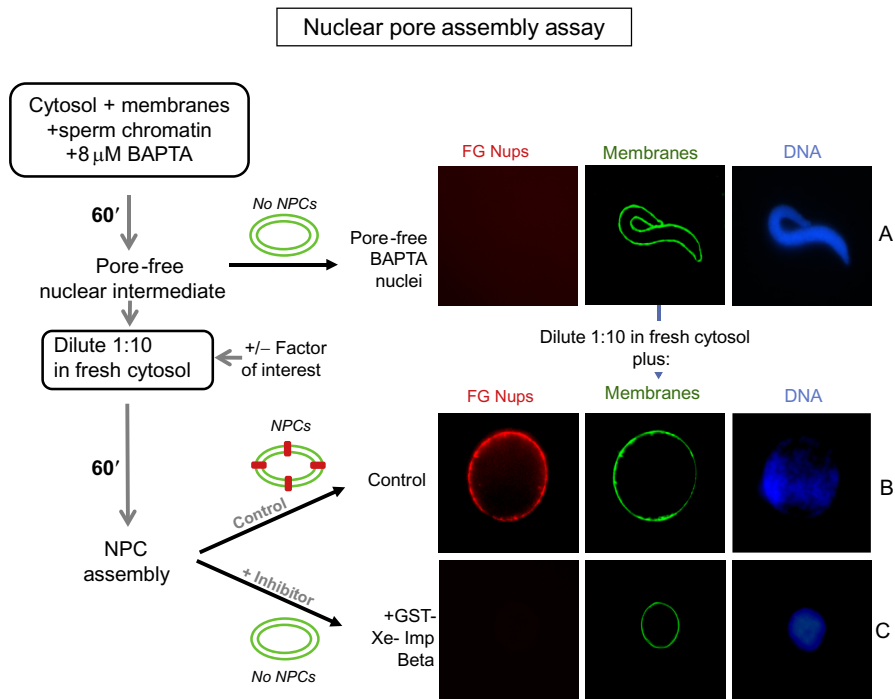 Nuclear pore assembly assay
Cytosol + membranes
+sperm chromatin
+8 μM BAPTA
60′
No NPCs
Pore-free
nuclear intermediate
Pore-free
BAPTA
nuclei
FG Nups
Membranes
DNA
A
Dilute 1:10
in fresh cytosol
+/− Factor
of interest
Dilute 1:10 in fresh cytosol
plus:
60′
NPCs
Control
NPC
assembly
+ Inhibitor
No NPCs
FG Nups
Membranes
DNA
Control
B
+GST-
Xe- Imp
Beta
C